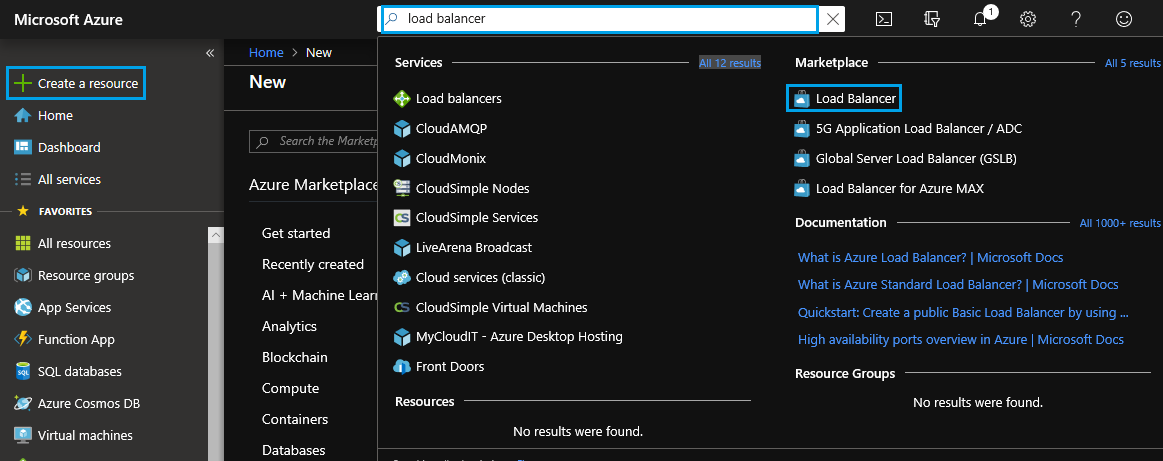 Microsoft Azure
load balancer
1
Create a resource
Home
Dashboard
All services
FAVORITES
All resources
Resource groups
App Services
Function App
SQL databases
Azure Cosmos DB
Virtual machines
Home > New
New
Search the Marketp
Azure Marketplace
Get started
Recently created
AI + Machine Learn
Analytics
Blockchain
Compute
Containers
Databases
Services All 12 results
Load balancers
CloudAMQP
CloudMonix
CloudSimple Nodes
CloudSimple Services
LiveArena Broadcast
Cloud services (classic)
CloudSimple Virtual Machines
MyCloudIT - Azure Desktop Hosting
Front Doors
Resources
No results were found.
Marketplace All 5 results
Load Balancer
5G Application Load Balancer / ADC
Global Server Load Balancer (GSLB)
Load Balancer for Azure MAX
Documentation All 1000+ results
What is Azure Load Balancer? | Microsoft Docs
What is Azure Standard Load Balancer? | Microsoft Docs
Quickstart: Create a public Basic Load Balancer by using ...
High availability ports overview in Azure | Microsoft Docs
Resource Groups
No results were found.